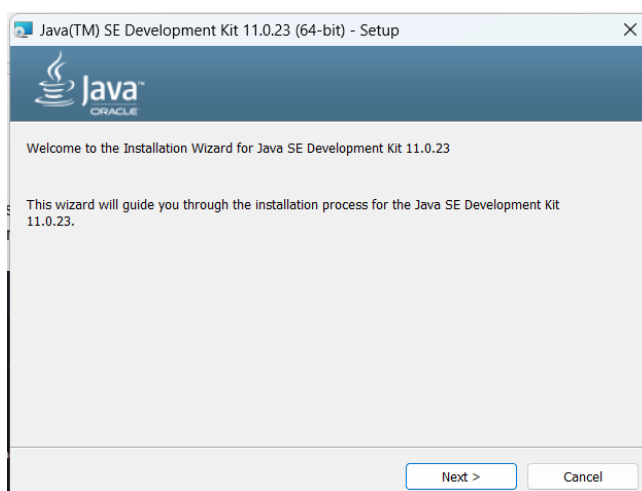 Java(TM) SE Development Kit 11.0.23 (64-bit) - Setup
Java™
ORACLE
Welcome to the Installation Wizard for Java SE Development Kit 11.0.23
This wizard will guide you through the installation process for the Java SE Development Kit
11.0.23.
Next >
Cancel